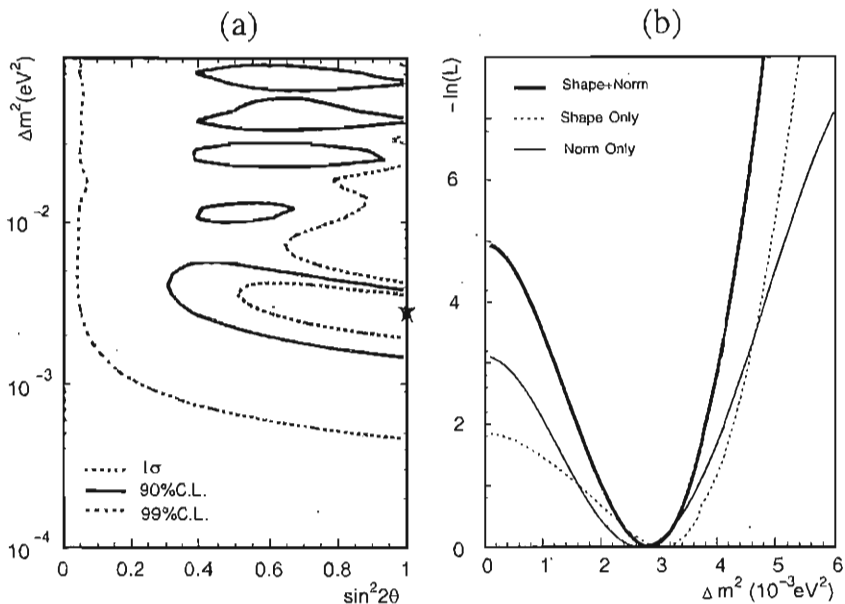 (a)
Δm²(eV²)
10⁻²
10⁻³
10⁻⁴
1σ
90%C.L.
99%C.L.
0 0.2 0.4 0.6 0.8 1
sin²2θ
(b)
-ln(L)
Shape+Norm
Shape Only
Norm Only
6
4
2
0
0 1 2 3 4 5 6
Δm² (10⁻³eV²)